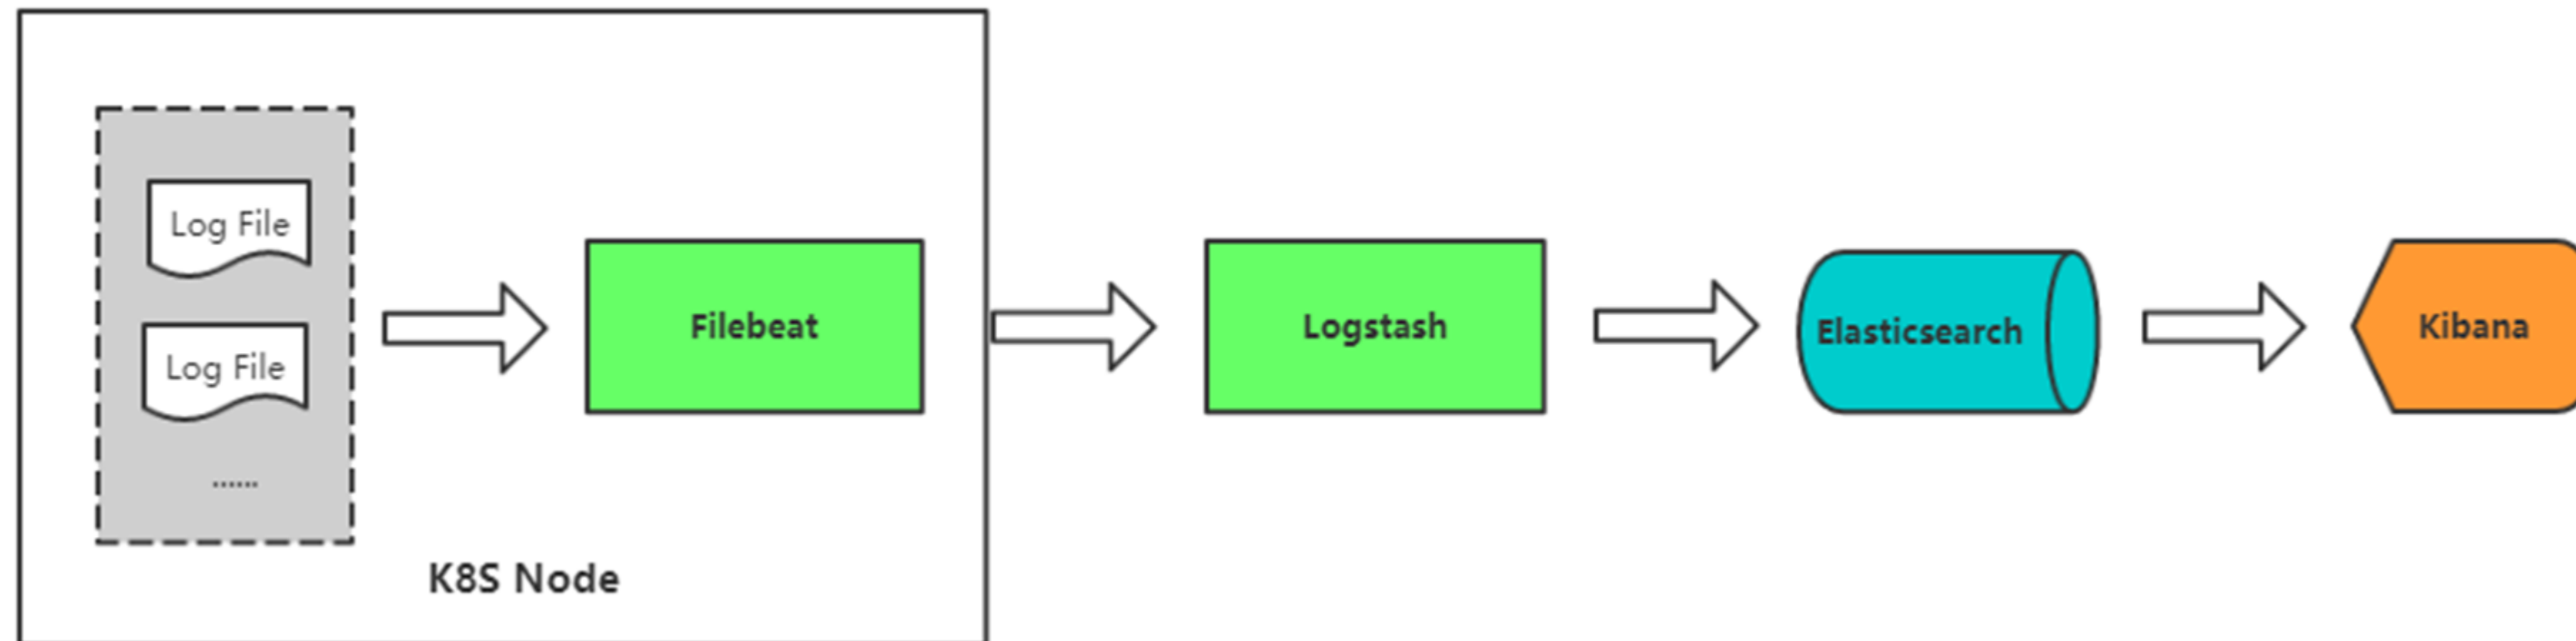 Log File
Log File
......
Filebeat
K8S Node
Logstash
Elasticsearch
Kibana